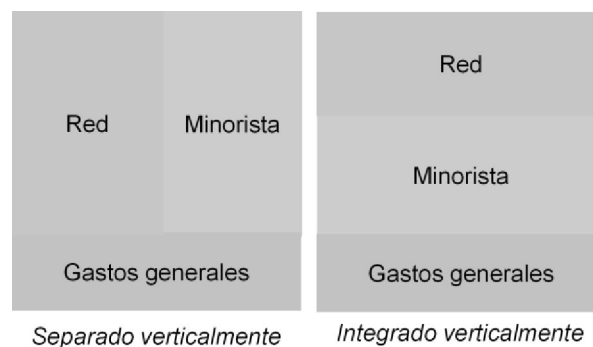 Red
Minorista
Gastos generales
Separado verticalmente
Red
Minorista
Gastos generales
Integrado verticalmente